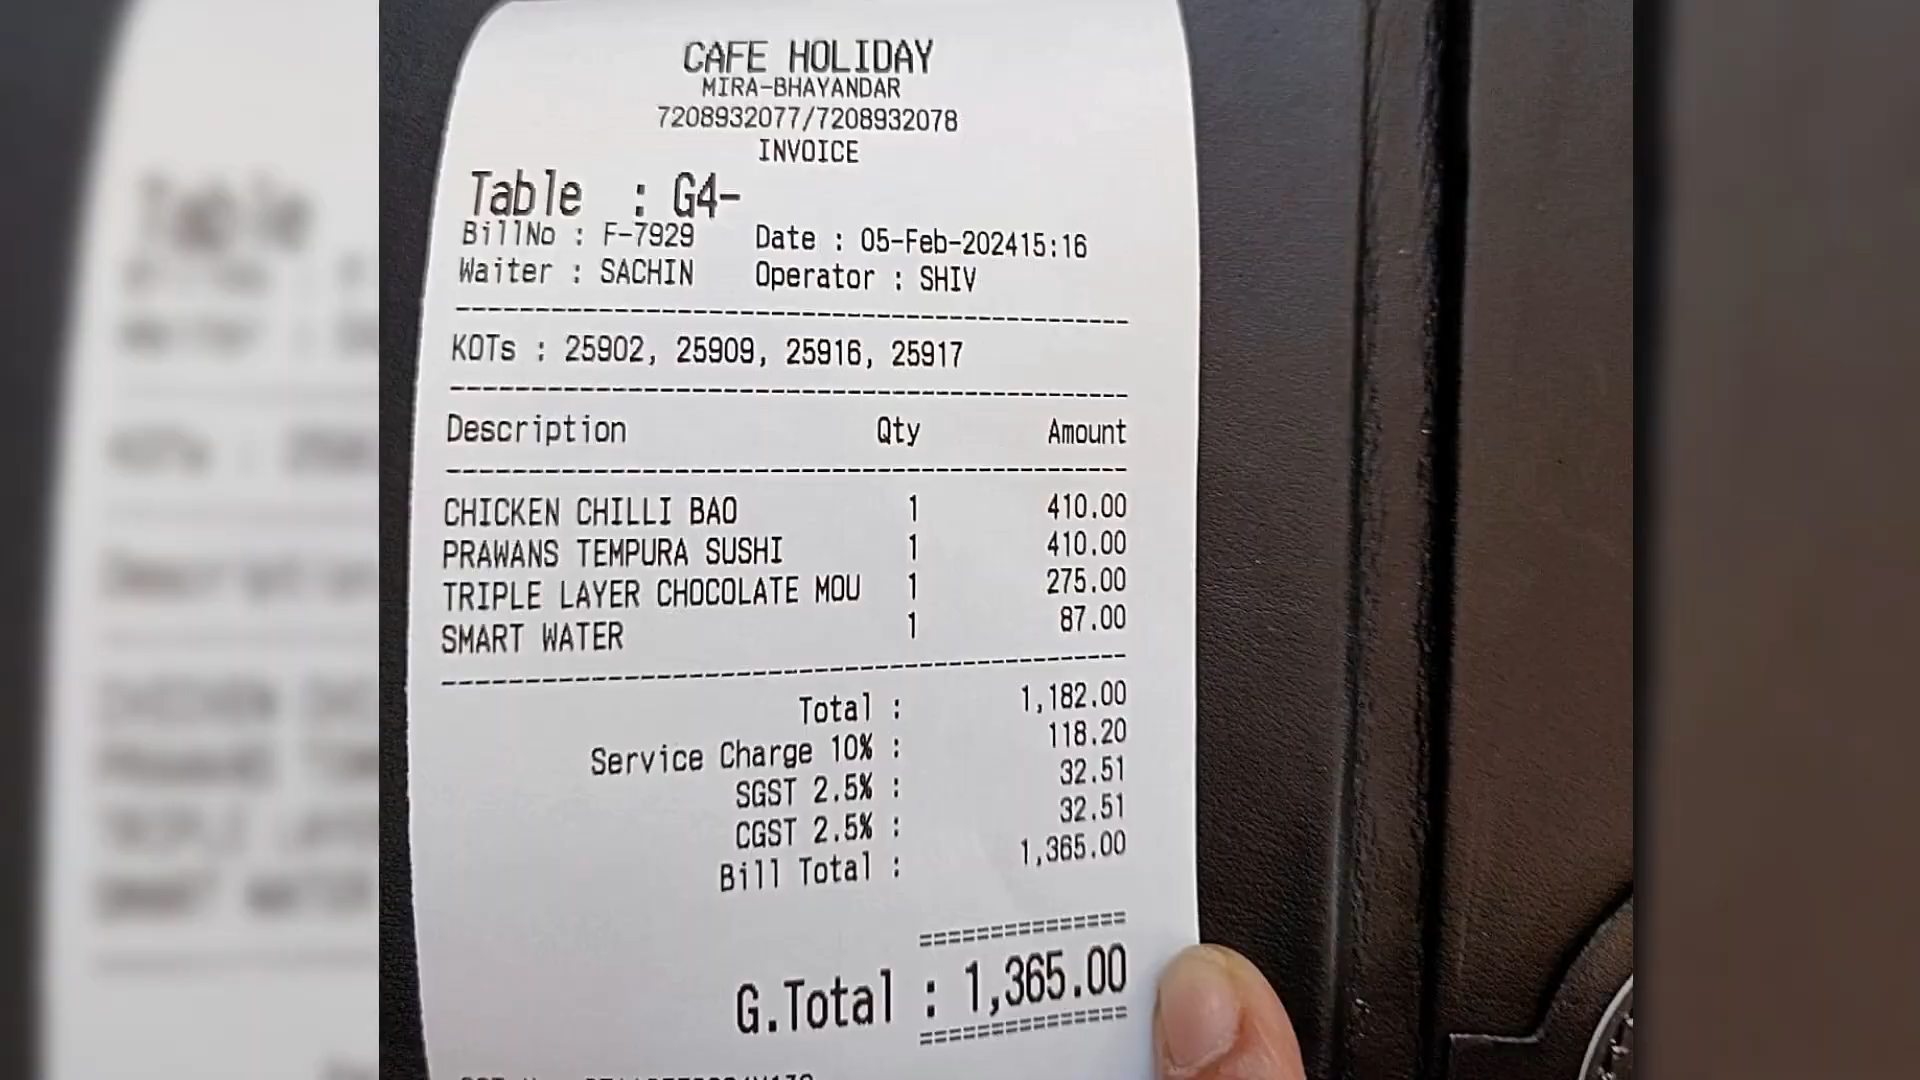 CAFE HOLIDAY
MIRA-BHAYANDAR
7208932077/7208932078
INVOICE
Table : G4-
BillNo : F-7929 Date : 05-Feb-202415:16
Waiter : SACHIN Operator : SHIV
KOTs : 25902, 25909, 25916, 25917
Description Qty Amount
CHICKEN CHILLI BAO 1 410.00
PRAWANS TEMPURA SUSHI 1 410.00
TRIPLE LAYER CHOCOLATE MOU 1 275.00
SMART WATER 1 87.00
Total : 1,182.00
Service Charge 10% : 118.20
SGST 2.5% : 32.51
CGST 2.5% : 32.51
Bill Total : 1,365.00
G.Total : 1,365.00